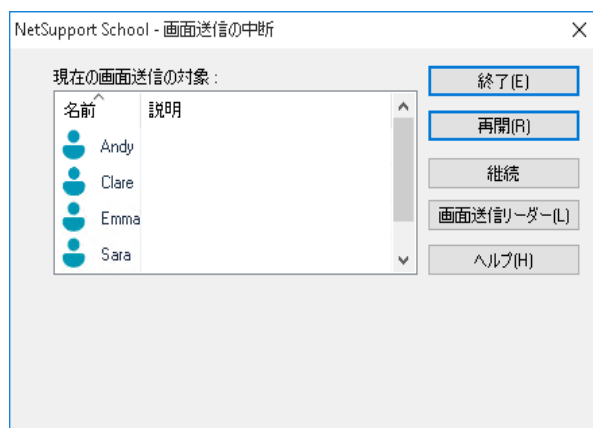 NetSupport School - 画面送信の中断
現在の画面送信の対象 :
名前 説明
Andy
Clare
Emma
Sara
終了(E)
再開(R)
継続
画面送信リーダー(L)
ヘルプ(H)